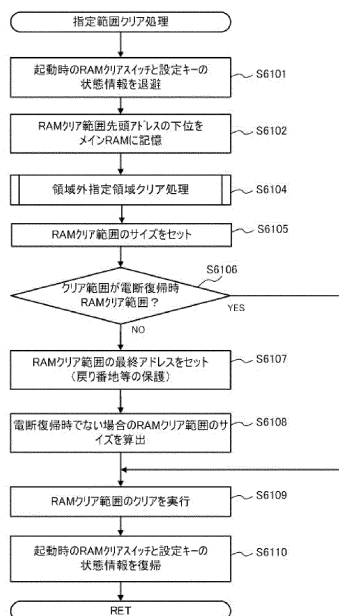 指定範囲クリア処理
起動時のRAMクリアスイッチと設定キーの
状態情報を退避
S6101
RAMクリア範囲先頭アドレスの下位を
メインRAMに記憶
S6102
領域外指定領域クリア処理
S6104
RAMクリア範囲のサイズをセット
S6105
S6106
クリア範囲が電断復帰時
RAMクリア範囲？
YES
NO
RAMクリア範囲の最終アドレスをセット
(戻り番地等の保護)
S6107
電断復帰時でない場合のRAMクリア範囲のサ
イズを算出
S6108
RAMクリア範囲のクリアを実行
S6109
起動時のRAMクリアスイッチと設定キーの
状態情報を復帰
S6110
RET